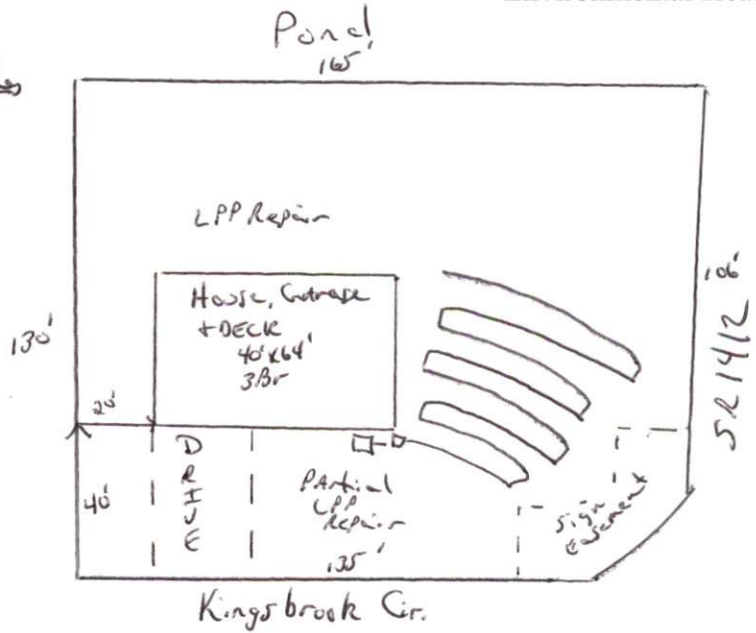 Pond
165'
LPP Repair
106'
House, Garage
+ DECK
40'x64'
3Br
130'
SR 1412
20'
DRIVE
40'
Partial
LPP
Repair
sign
easement
135'
Kingsbrook Cir.